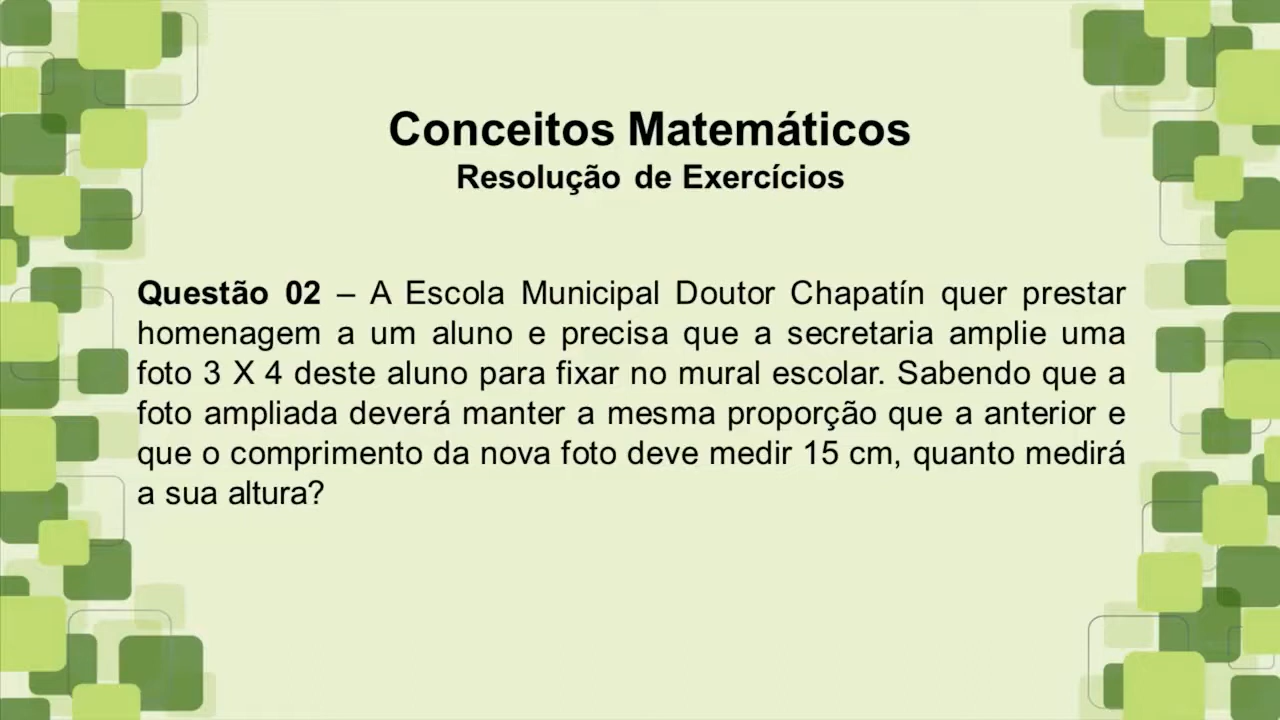 Conceitos Matemáticos
Resolução de Exercícios
Questão 02 – A Escola Municipal Doutor Chapatín quer prestar
homenagem a um aluno e precisa que a secretaria amplie uma
foto 3 X 4 deste aluno para fixar no mural escolar. Sabendo que a
foto ampliada deverá manter a mesma proporção que a anterior e
que o comprimento da nova foto deve medir 15 cm, quanto medirá
a sua altura?